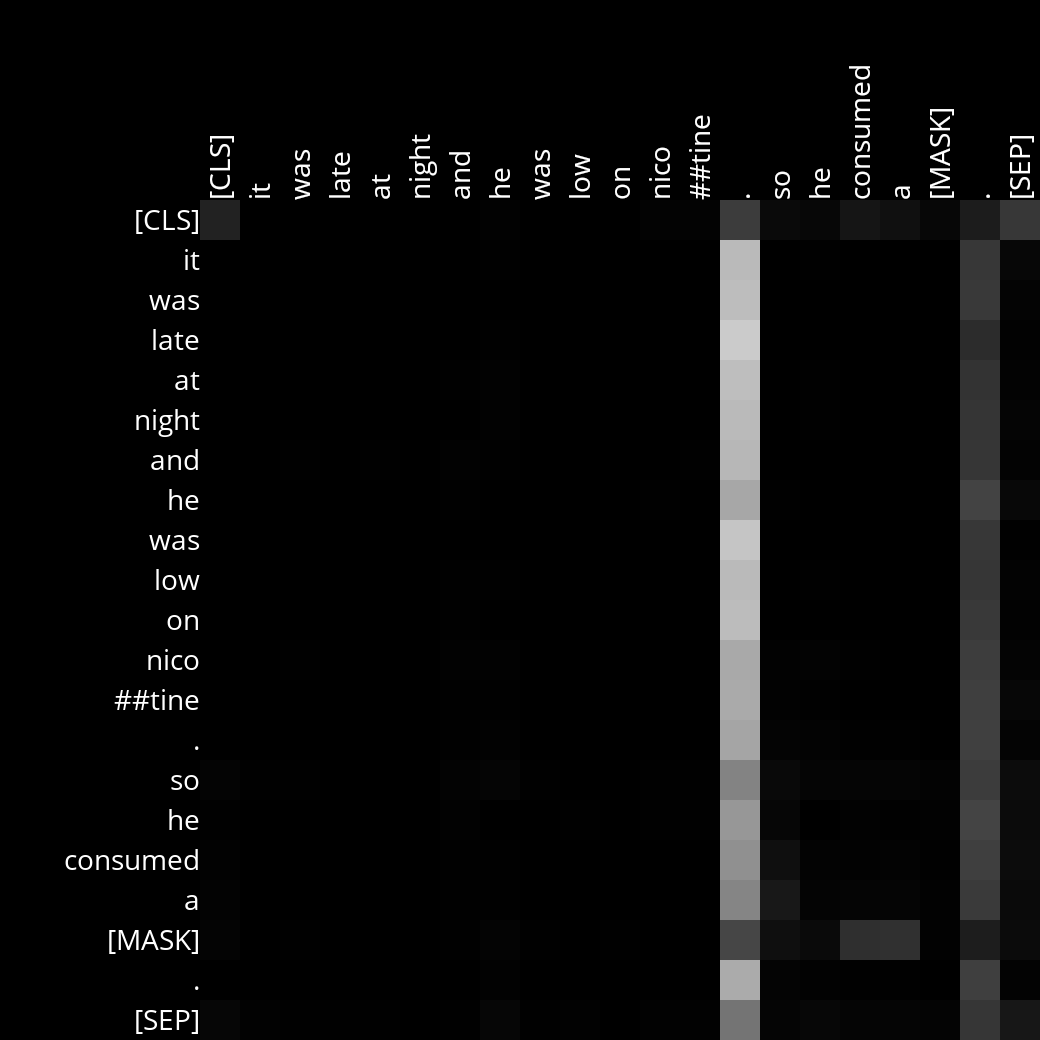 [CLS] it was late at night and he was low on nico ##tine . so he consumed a [MASK] . [SEP]
[CLS]
it
was
late
at
night
and
he
was
low
on
nico
##tine
.
so
he
consumed
a
[MASK]
.
[SEP]